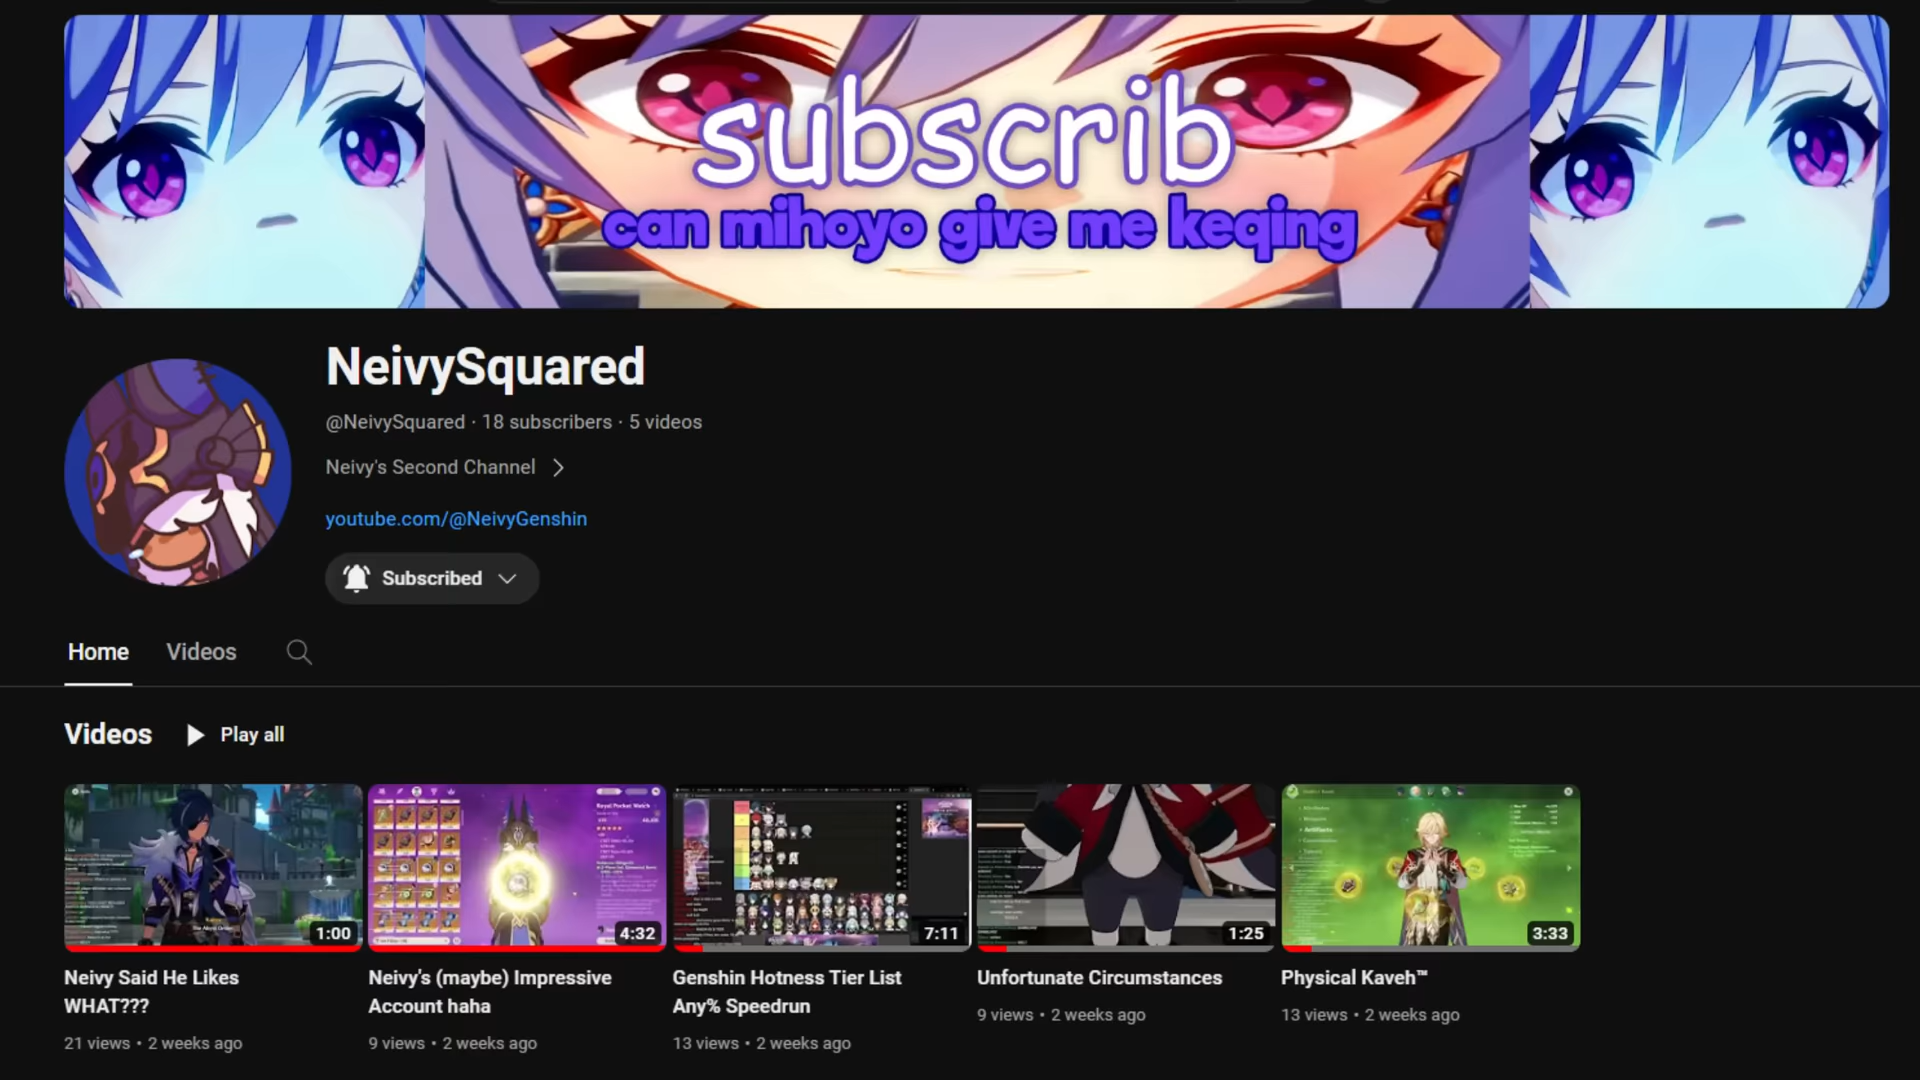 subscrib
can mihoyo give me keqing
NeivySquared
@NeivySquared · 18 subscribers · 5 videos
Neivy's Second Channel
youtube.com/@NeivyGenshin
Subscribed
Home Videos
Videos Play all
Royal Pocket Watch
1:00 4:32 7:11 1:25 3:33
Neivy Said He Likes
WHAT???
21 views • 2 weeks ago
Neivy's (maybe) Impressive
Account haha
9 views • 2 weeks ago
Genshin Hotness Tier List
Any% Speedrun
13 views • 2 weeks ago
Unfortunate Circumstances
9 views • 2 weeks ago
Physical Kaveh™
13 views • 2 weeks ago